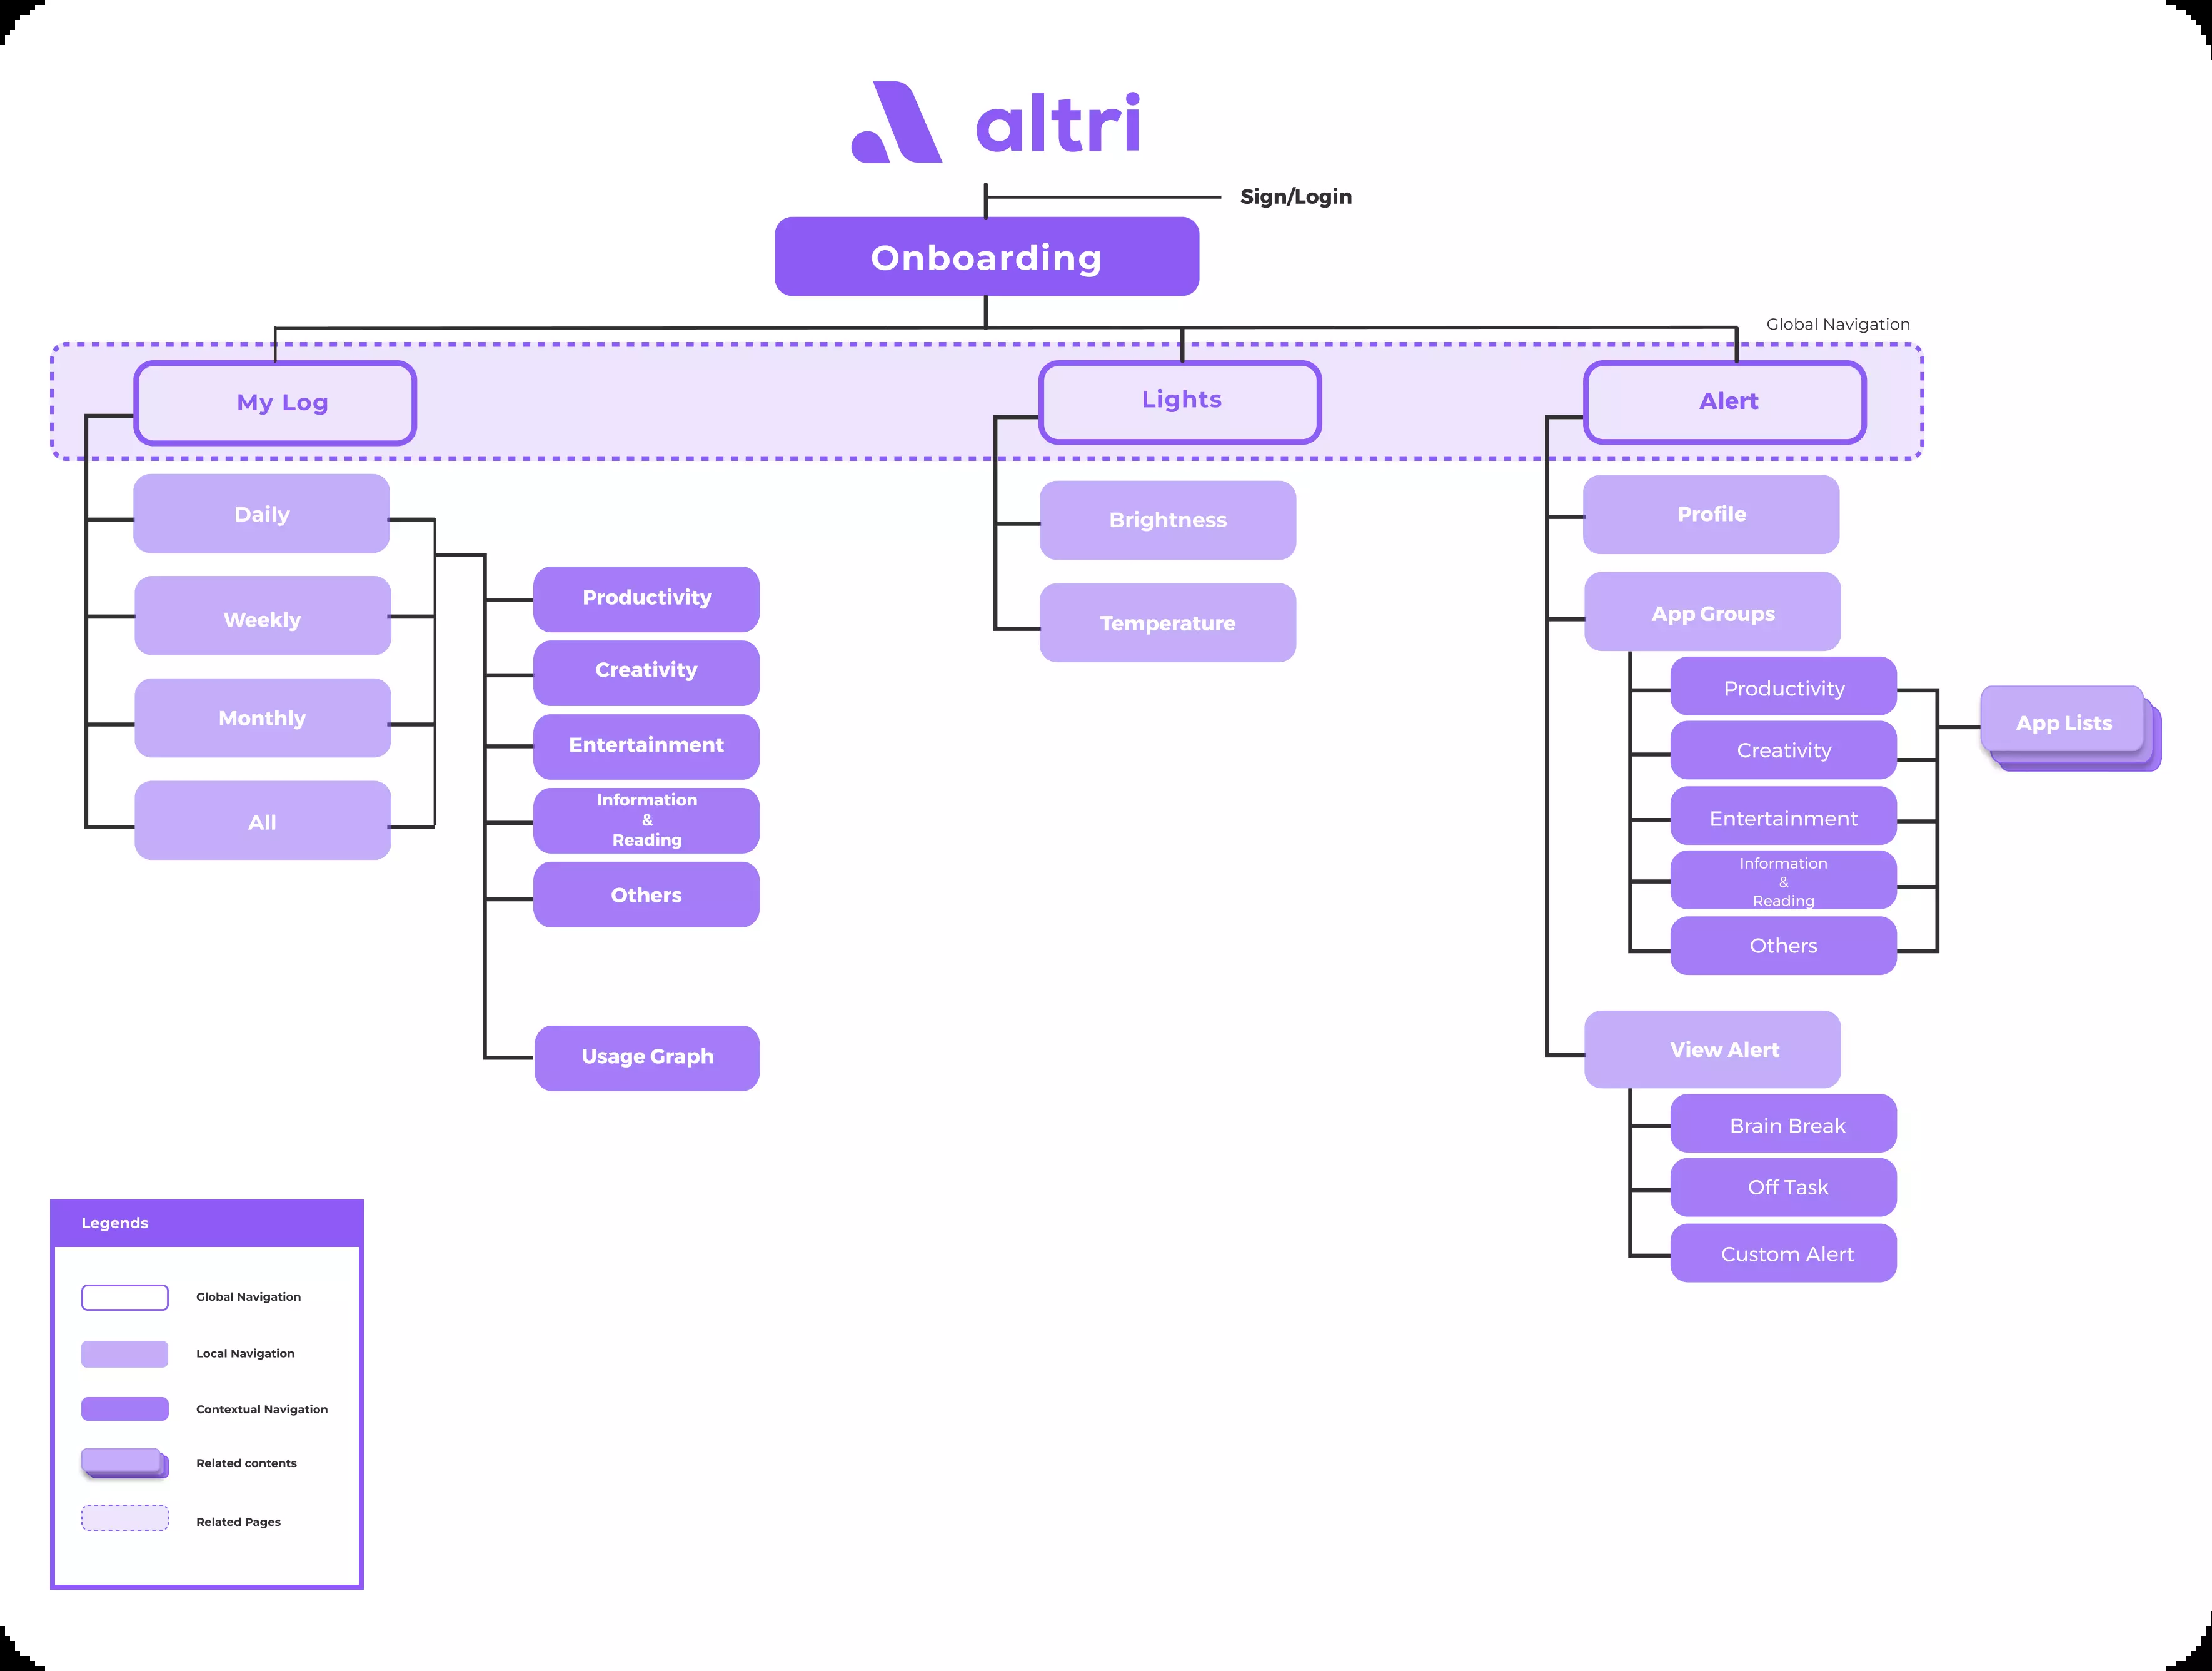 altri
Sign/Login
Onboarding
Global Navigation
My Log
Lights
Alert
Daily
Weekly
Monthly
All
Productivity
Creativity
Entertainment
Information
&
Reading
Others
Usage Graph
Brightness
Temperature
Profile
App Groups
Productivity
Creativity
Entertainment
Information
&
Reading
Others
App Lists
View Alert
Brain Break
Off Task
Custom Alert
Legends
Global Navigation
Local Navigation
Contextual Navigation
Related contents
Related Pages